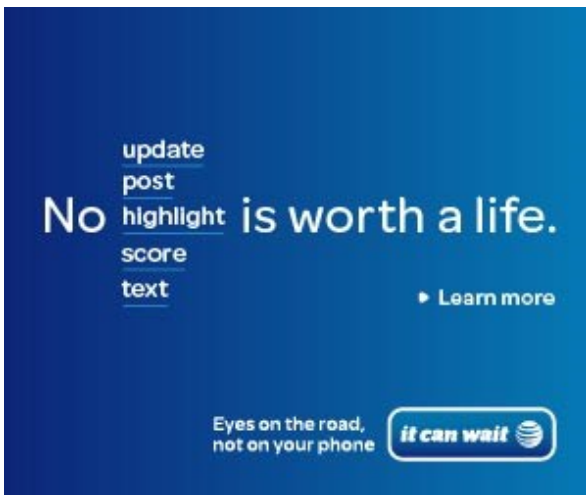 update
post
No highlight is worth a life.
score
text
Learn more
Eyes on the road,
not on your phone
it can wait